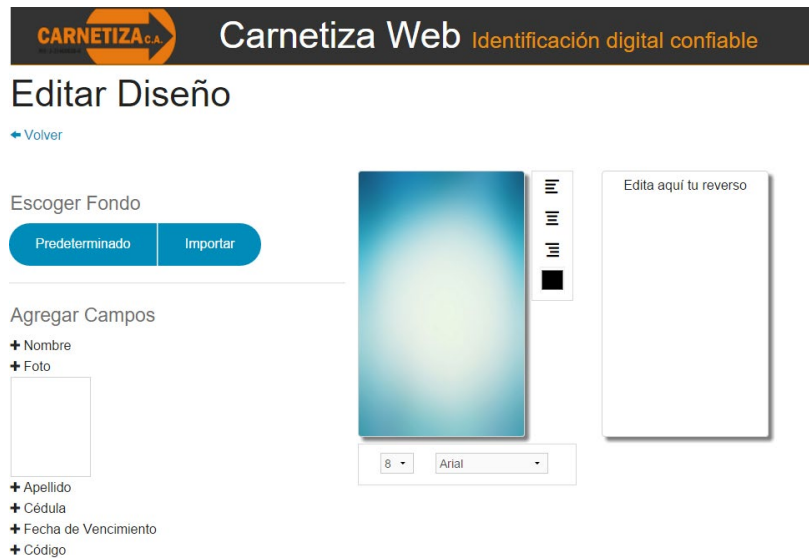 CARNETIZA C.A.
Carnetiza Web Identificación digital confiable
Editar Diseño
Volver
Escoger Fondo
Predeterminado
Importar
Agregar Campos
Nombre
Foto
Apellido
Cédula
Fecha de Vencimiento
Código
8
Arial
Edita aquí tu reverso